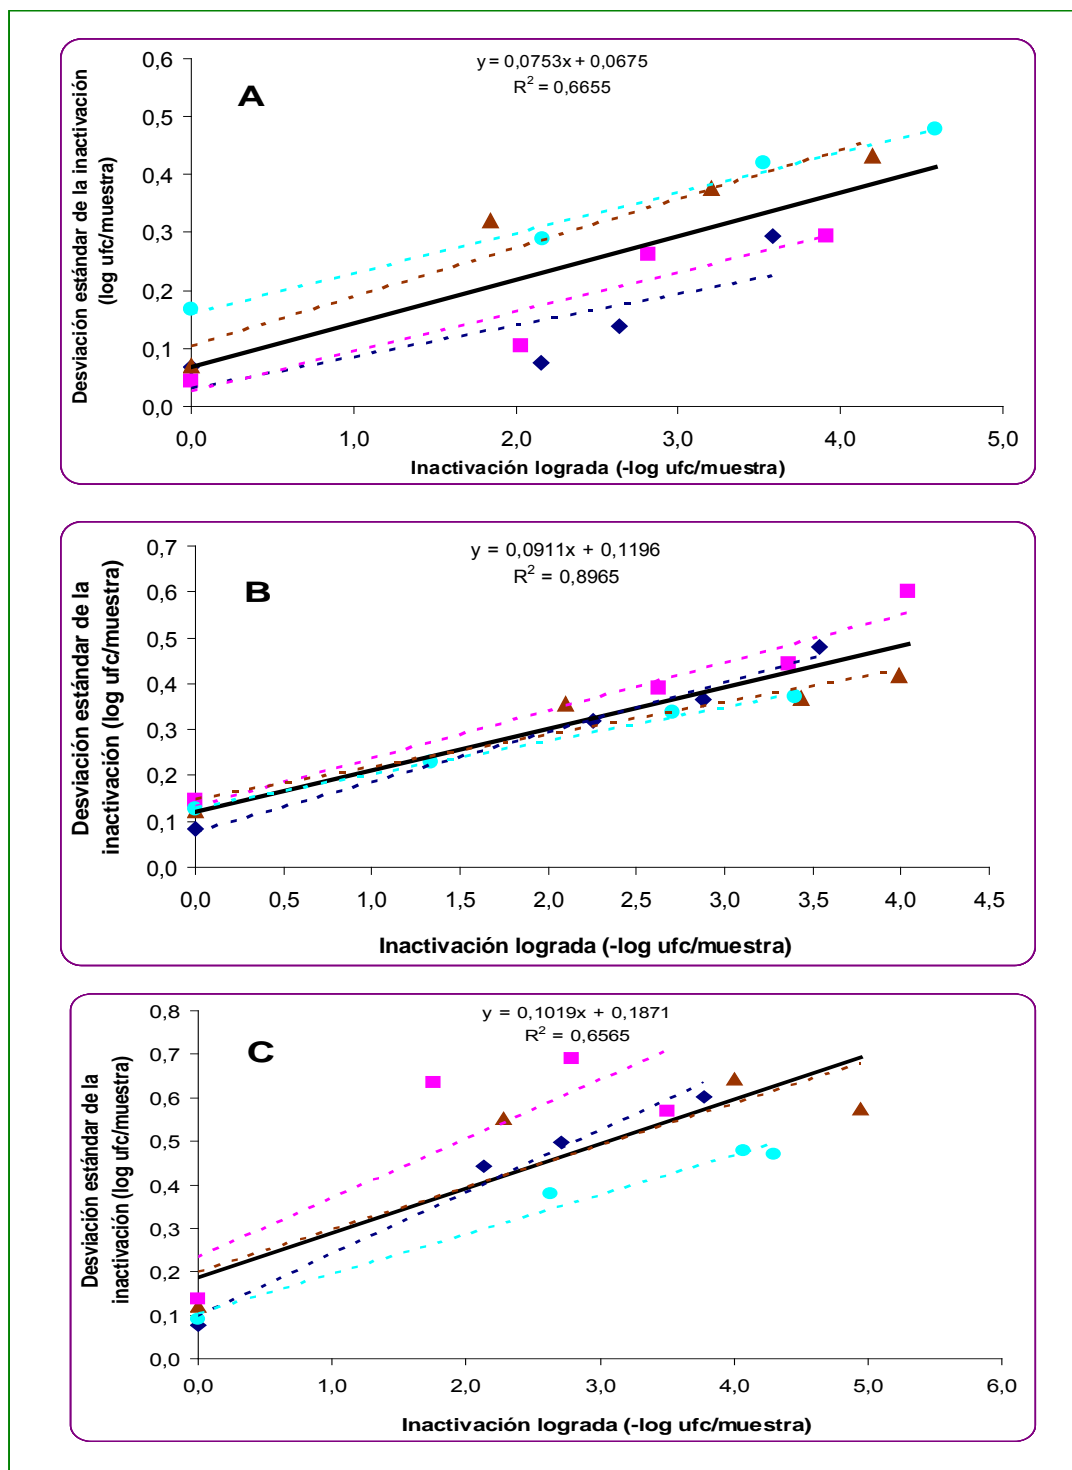 y = 0,0753x + 0,0675
R² = 0,6655
A
Desviación estándar de la inactivación
(log ufc/muestra)
0,6
0,5
0,4
0,3
0,2
0,1
0,0
0,0 1,0 2,0 3,0 4,0 5,0
Inactivación lograda (-log ufc/muestra)
y = 0,0911x + 0,1196
R² = 0,8965
B
Desviación estándar de la
inactivación (log ufc/muestra)
0,7
0,6
0,5
0,4
0,3
0,2
0,1
0,0
0,0 0,5 1,0 1,5 2,0 2,5 3,0 3,5 4,0 4,5
Inactivación lograda (-log ufc/muestra)
y = 0,1019x + 0,1871
R² = 0,6565
C
Desviación estándar de la
inactivación (log ufc/muestra)
0,8
0,7
0,6
0,5
0,4
0,3
0,2
0,1
0,0
0,0 1,0 2,0 3,0 4,0 5,0 6,0
Inactivación lograda (-log ufc/muestra)